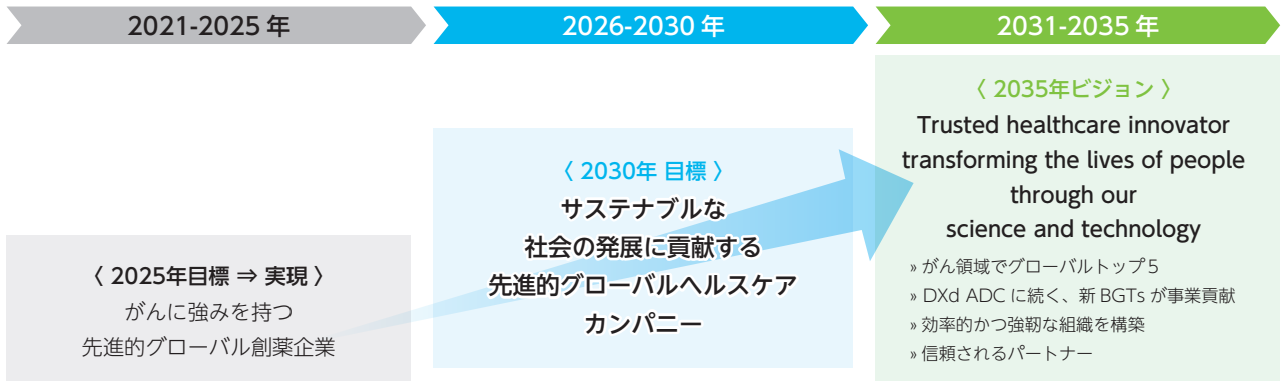 2021-2025 年
2026-2030 年
2031-2035 年
〈 2025年目標 ⇒ 実現 〉
がんに強みを持つ
先進的グローバル創薬企業
〈 2030年 目標 〉
サステナブルな
社会の発展に貢献する
先進的グローバルヘルスケア
カンパニー
〈 2035年ビジョン 〉
Trusted healthcare innovator
transforming the lives of people
through our
science and technology
» がん領域でグローバルトップ5
» DXd ADC に続く、新 BGTs が事業貢献
» 効率的かつ強靭な組織を構築
» 信頼されるパートナー